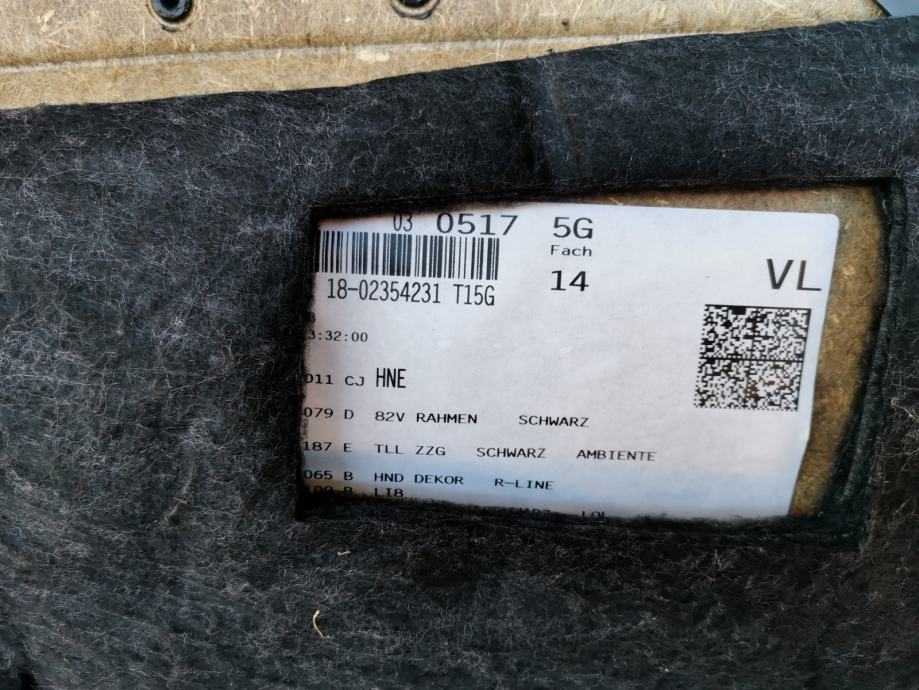 03 0517 5G
Fach
14
VL
18-02354231 T15G
3:32:00
011 CJ HNE
079 D 82V RAHMEN SCHWARZ
187 E TLL ZZG SCHWARZ AMBIENTE
065 B HND DEKOR R-LINE
109 B LI8